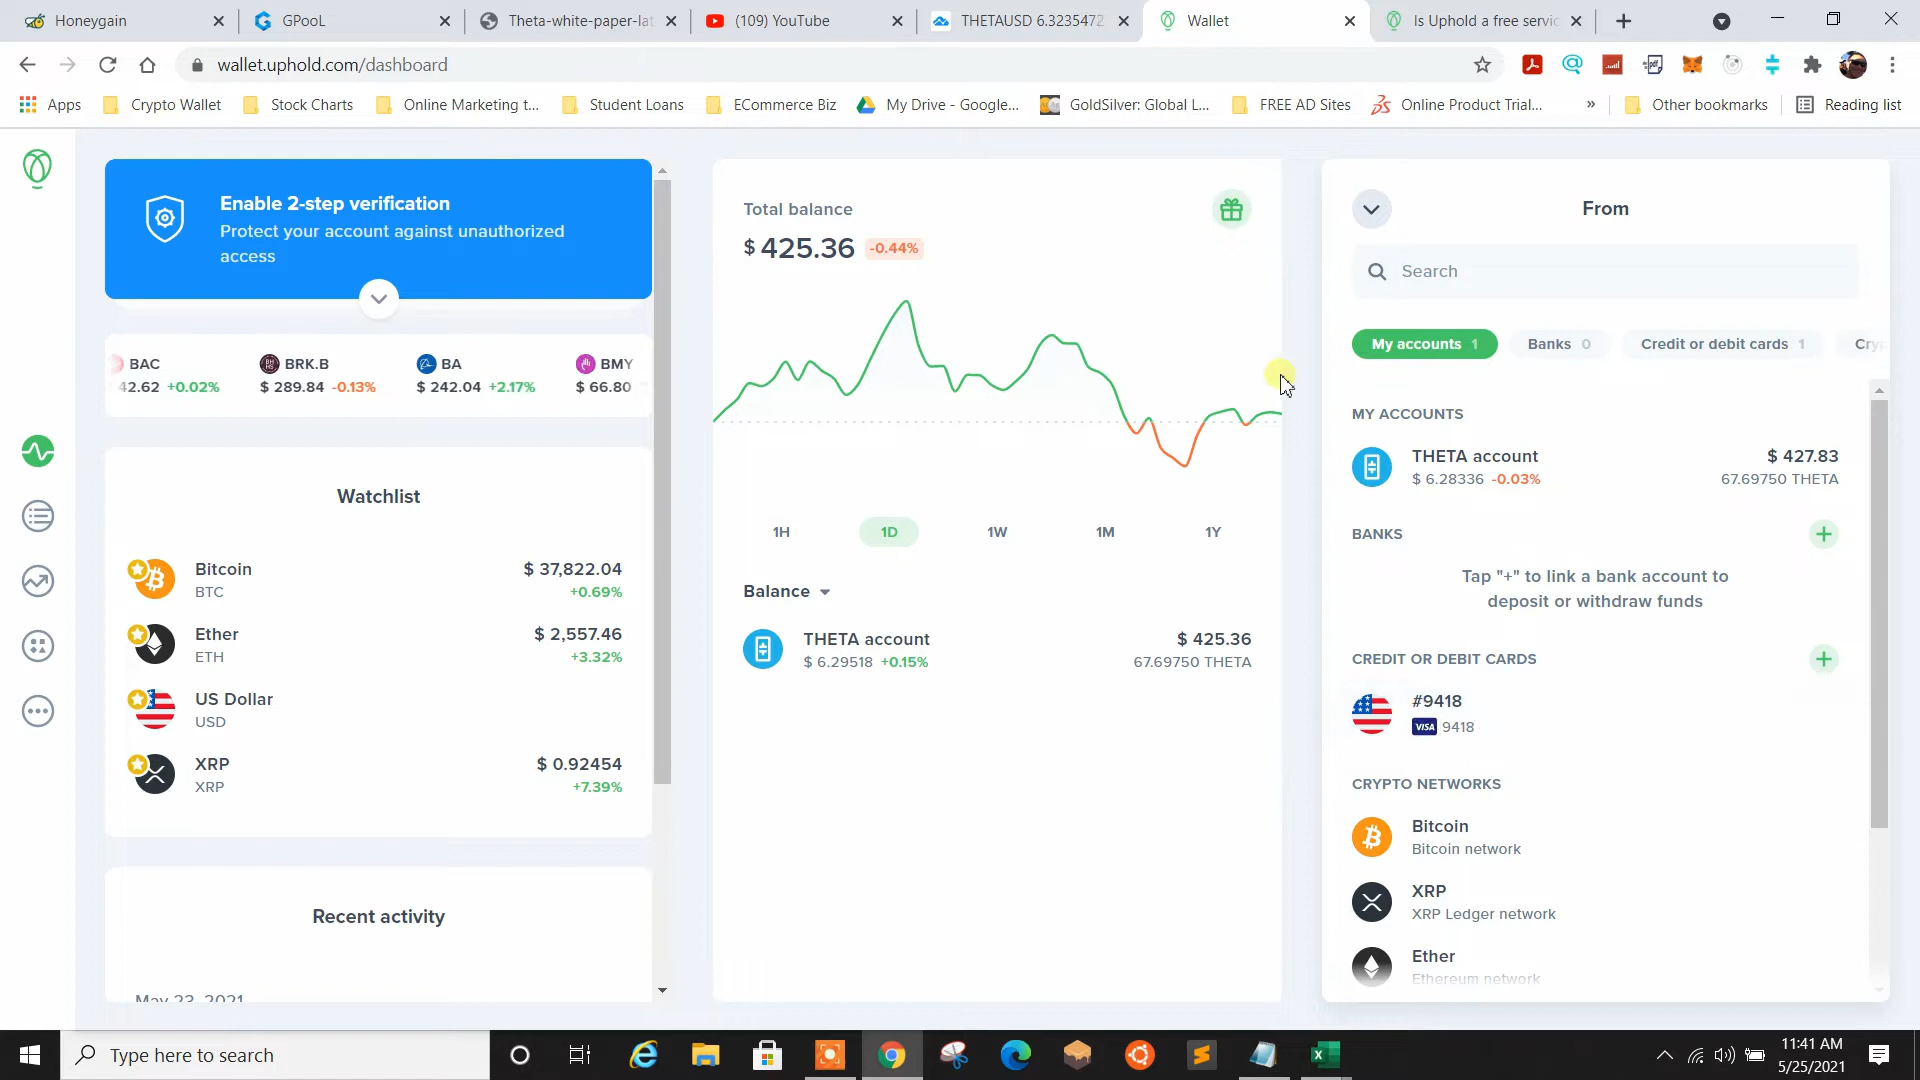 Honeygain
GPooL
Theta-white-paper-lat
(109) YouTube
THETAUSD 6.3235472
Wallet
Is Uphold a free servic
wallet.uphold.com/dashboard
Apps
Crypto Wallet
Stock Charts
Online Marketing t...
Student Loans
ECommerce Biz
My Drive - Google...
GoldSilver: Global L...
FREE AD Sites
Online Product Trial...
»
Other bookmarks
Reading list
Enable 2-step verification
Protect your account against unauthorized
access
BAC
42.62 +0.02%
BRK.B
$ 289.84 -0.13%
BA
$ 242.04 +2.17%
BMY
$ 66.80
Watchlist
Bitcoin
BTC
$ 37,822.04
+0.69%
Ether
ETH
$ 2,557.46
+3.32%
US Dollar
USD
XRP
XRP
$ 0.92454
+7.39%
Recent activity
May 23, 2021
Total balance
$ 425.36 -0.44%
1H
1D
1W
1M
1Y
Balance
THETA account
$ 6.29518 +0.15%
$ 425.36
67.69750 THETA
From
Search
My accounts 1
Banks 0
Credit or debit cards 1
Cryp
MY ACCOUNTS
THETA account
$ 6.28336 -0.03%
$ 427.83
67.69750 THETA
BANKS
Tap "+" to link a bank account to
deposit or withdraw funds
CREDIT OR DEBIT CARDS
#9418
VISA 9418
CRYPTO NETWORKS
Bitcoin
Bitcoin network
XRP
XRP Ledger network
Ether
Ethereum network
Type here to search
11:41 AM
5/25/2021